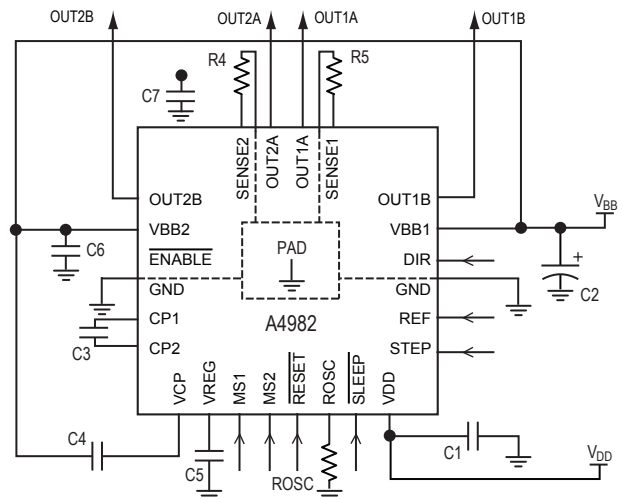 OUT2B OUT2A OUT1A OUT1B
R4 R5
C7
SENSE2 OUT2A OUT1A SENSE1
OUT2B OUT1B
VBB2 VBB1 VBB
C6 ENABLE PAD DIR + C2
GND GND
CP1 A4982 REF
C3 CP2 STEP
VCP VREG MS1 MS2 RESET ROSC SLEEP VDD
C4 C5 ROSC C1 VDD